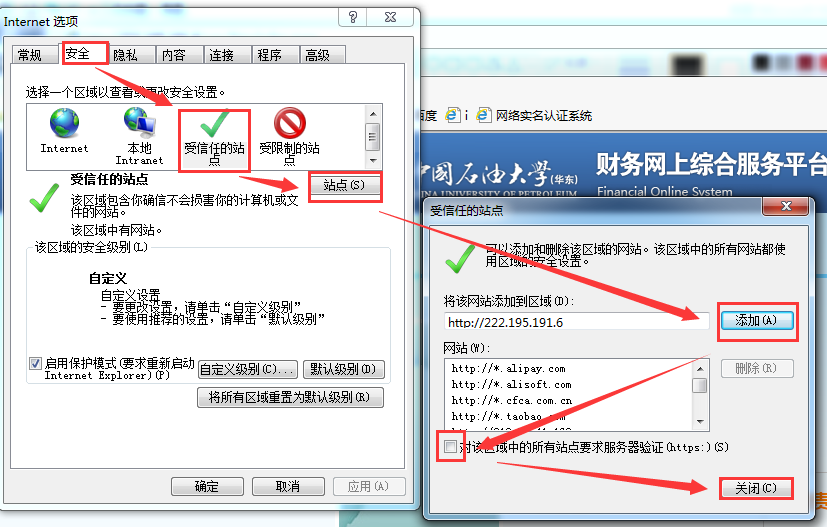 Internet 选项
常规
安全
隐私
内容
连接
程序
高级
选择一个区域以查看或更改安全设置。
Internet
本地
Intranet
受信任的站
点
受限制的站
点
受信任的站点
站点(S)
该区域包含你确信不会损害你的计算机或文
件的网站。
该区域中有网站。
该区域的安全级别(L)
自定义
自定义设置
- 要更改设置，请单击“自定义级别”
- 要使用推荐的设置，请单击“默认级别”
启用保护模式(要求重新启动
Internet Explorer)(P)
自定义级别(C)...
默认级别(D)
将所有区域重置为默认级别(R)
确定
取消
应用(A)
百度
i
网络实名认证系统
中国石油大学(华东)
CHINA UNIVERSITY OF PETROLEUM
财务网上综合服务平台
Financial Online System
受信任的站点
可以添加和删除该区域的网站。该区域中的所有网站都使
用区域的安全设置。
将该网站添加到区域(D):
http://222.195.191.6
添加(A)
网站(W):
http://*.alipay.com
http://*.alisoft.com
http://*.cfca.com.cn
http://*.taobao.com
删除(R)
对该区域中的所有站点要求服务器验证(https:)(S)
关闭(C)